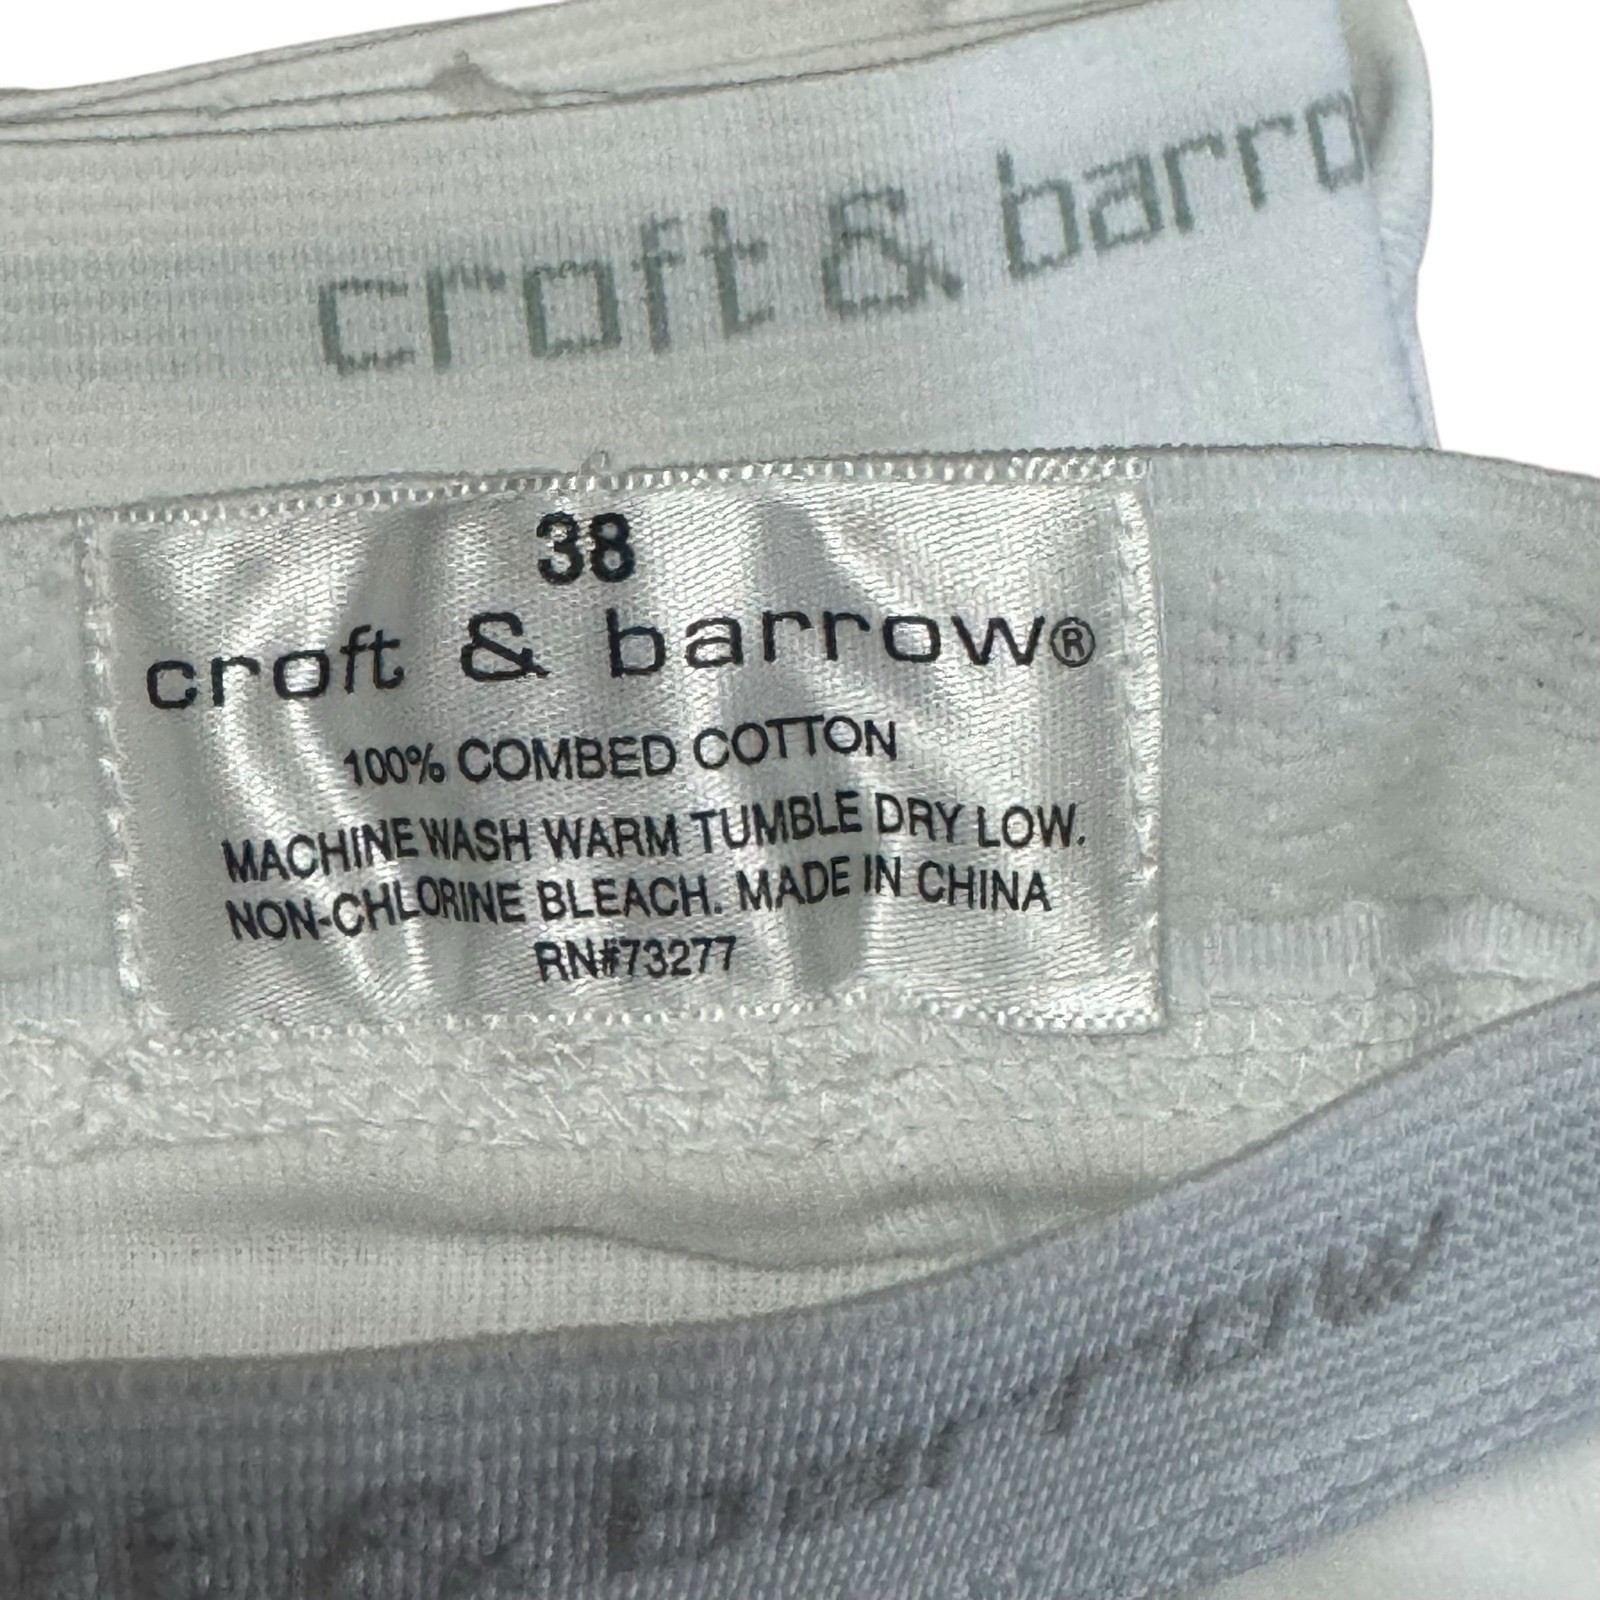 croft & barro
38
croft & barrow®
100% COMBED COTTON
MACHINE WASH WARM TUMBLE DRY LOW.
NON-CHLORINE BLEACH. MADE IN CHINA
RN#73277
& barrow